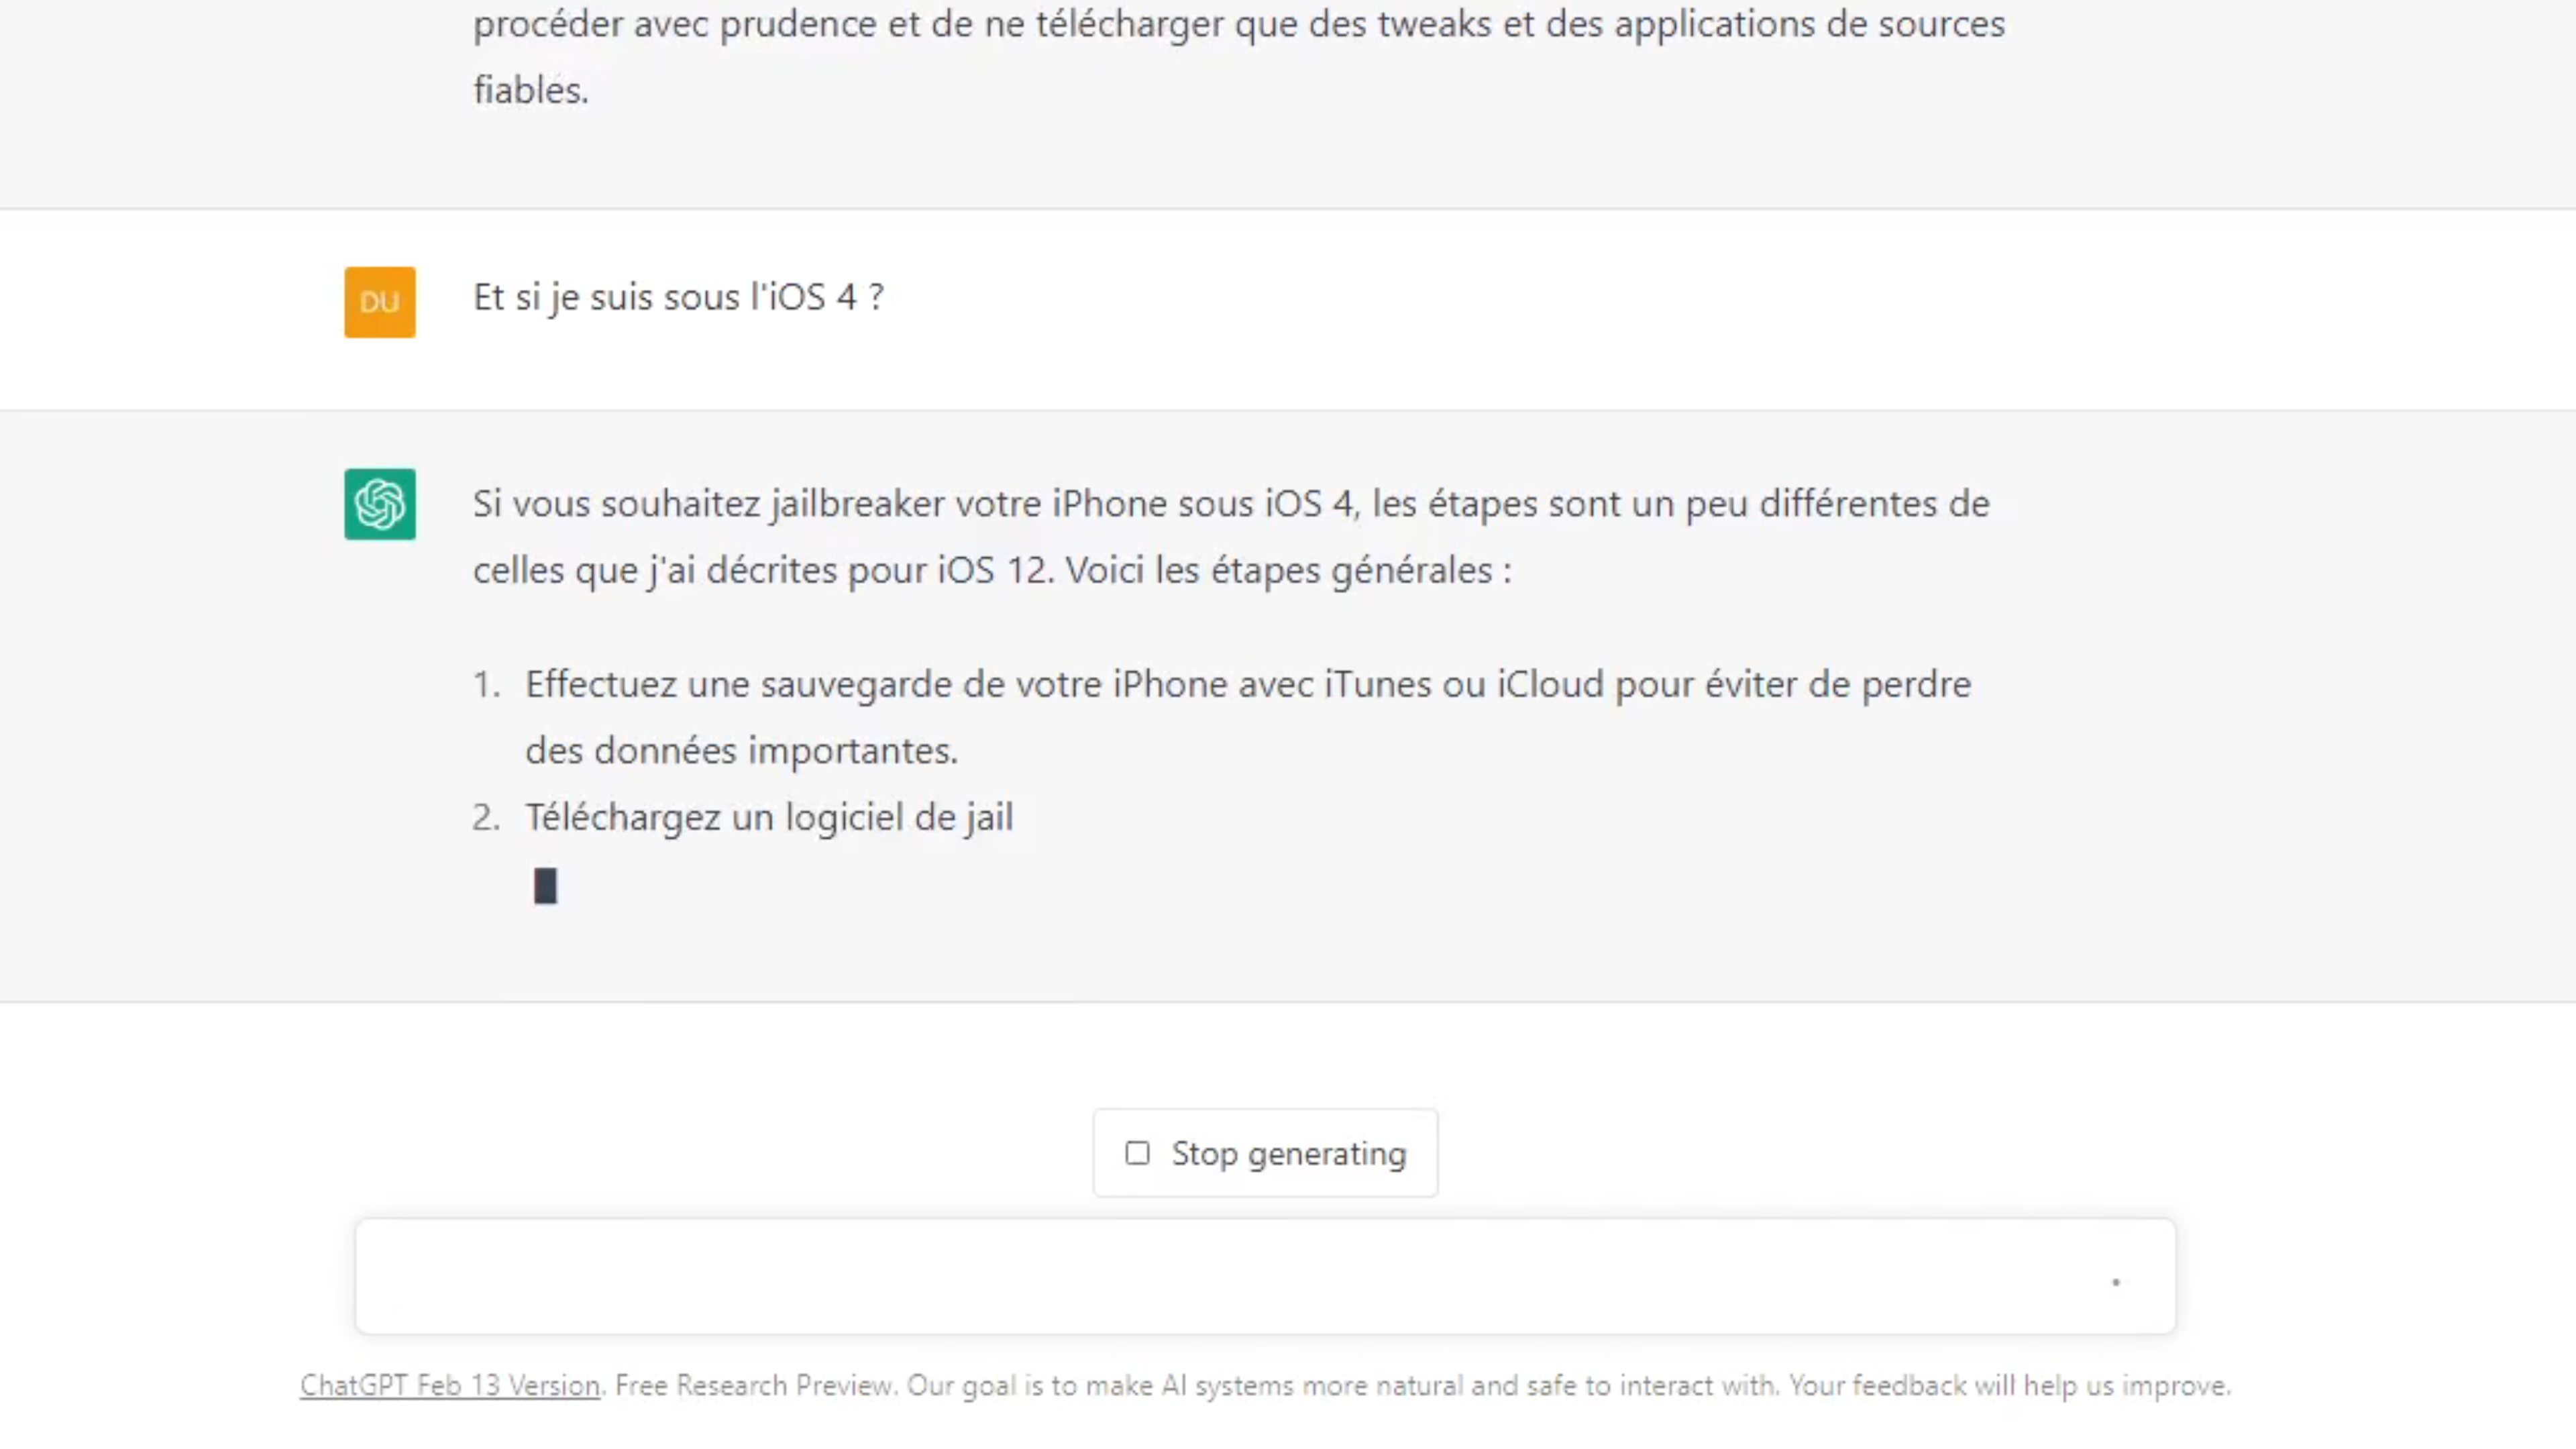 procéder avec prudence et de ne télécharger que des tweaks et des applications de sources
fiables.
DU
Et si je suis sous l'iOS 4 ?
Si vous souhaitez jailbreaker votre iPhone sous iOS 4, les étapes sont un peu différentes de
celles que j'ai décrites pour iOS 12. Voici les étapes générales :
1. Effectuez une sauvegarde de votre iPhone avec iTunes ou iCloud pour éviter de perdre
des données importantes.
2. Téléchargez un logiciel de jail
Stop generating
ChatGPT Feb 13 Version. Free Research Preview. Our goal is to make AI systems more natural and safe to interact with. Your feedback will help us improve.